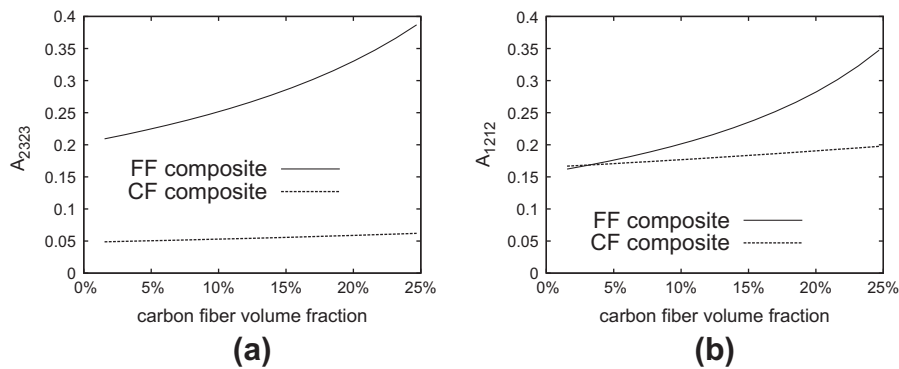 0.4
0.35
0.3
0.25
0.2
0.15
0.1
0.05
0
A2323
FF composite
CF composite
0% 5% 10% 15% 20% 25%
carbon fiber volume fraction
(a)
0.4
0.35
0.3
0.25
0.2
0.15
0.1
0.05
0
A1212
FF composite
CF composite
0% 5% 10% 15% 20% 25%
carbon fiber volume fraction
(b)